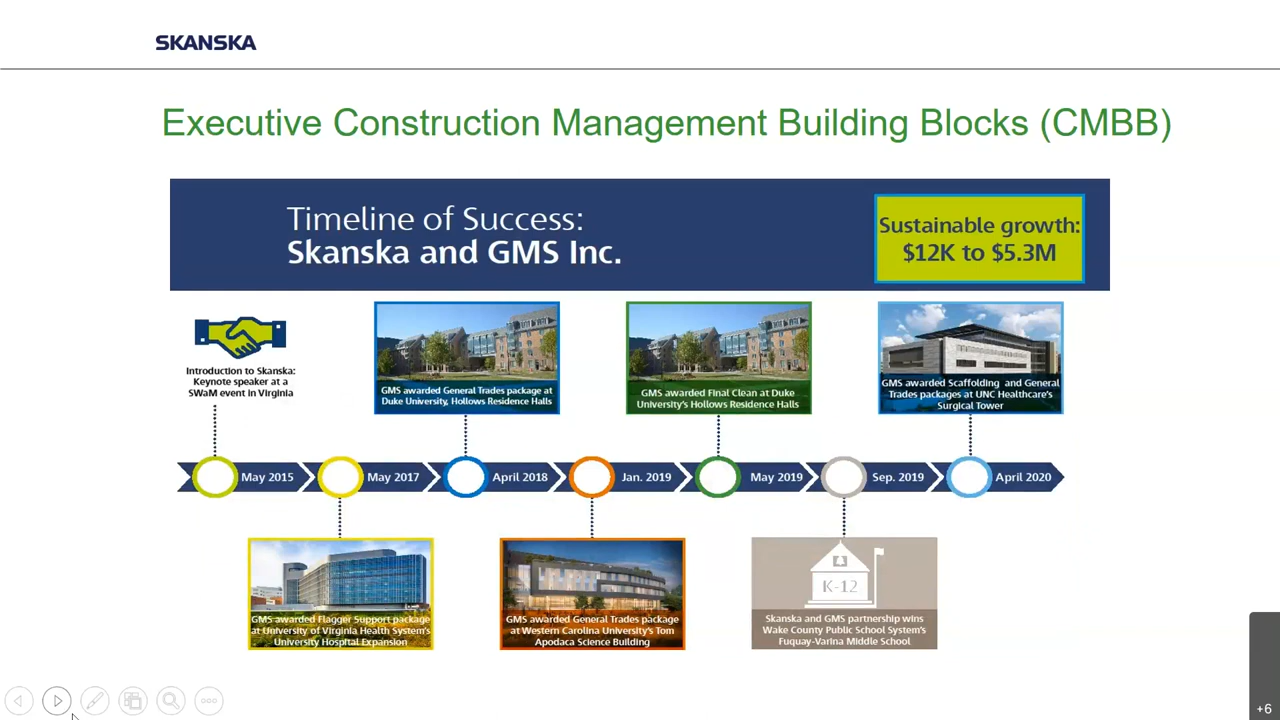 SKANSKA
Executive Construction Management Building Blocks (CMBB)
Timeline of Success:
Skanska and GMS Inc.
Sustainable growth:
$12K to $5.3M
Introduction to Skanska:
Keynote speaker at a
SWaM event in Virginia
GMS awarded General Trades package at
Duke University, Hollows Residence Halls
GMS awarded Final Clean at Duke
University's Hollows Residence Halls
GMS awarded Scaffolding and General
Trades packages at UNC Healthcare's
Surgical Tower
May 2015
May 2017
April 2018
Jan. 2019
May 2019
Sep. 2019
April 2020
GMS awarded Flagger Support package
at University of Virginia Health System's
University Hospital Expansion
GMS awarded General Trades package
at Western Carolina University's Tom
Apodaca Science Building
K-12
Skanska and GMS partnership wins
Wake County Public School System's
Fuquay-Varina Middle School
+6